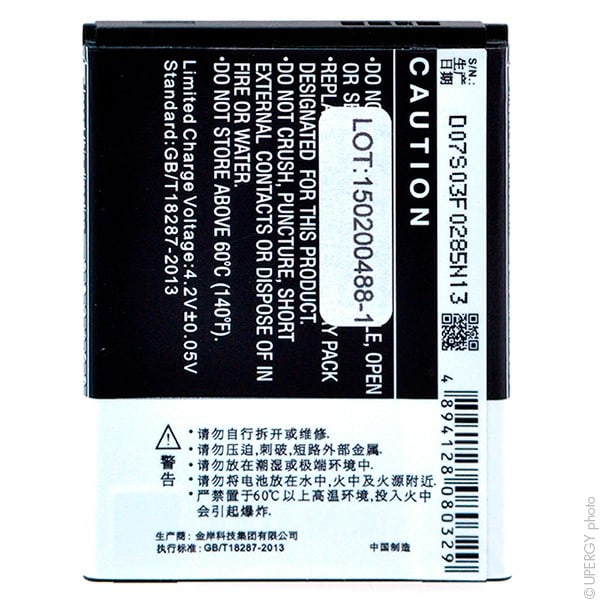 CAUTION
•DO NO
LE, OPEN
OR SE
•REPLA
RY PACK
DESIGNATED FOR THIS PRODUCT.
•DO NOT CRUSH, PUNCTURE, SHORT
EXTERNAL CONTACTS OR DISPOSE OF IN
FIRE OR WATER.
•DO NOT STORE ABOVE 60℃ (140℉).
Limited Charge Voltage:4.2V±0.05V
Standard:GB/T18287-2013
LOT:150200488-1
S/N.:
生产
日期
D07S03F0285N13
4894128080329
警
告
•请勿自行拆开或维修.
•请勿压迫,刺破,短路外部金属.
•请勿放在潮湿或极端环境中.
•请勿将电池放在水中,火中及火源附近.
•严禁置于60℃以上高温环境,投入火中
会引起爆炸.
生产商: 金岸科技集团有限公司
执行标准: GB/T18287-2013
中国制造
© UPERGY photo